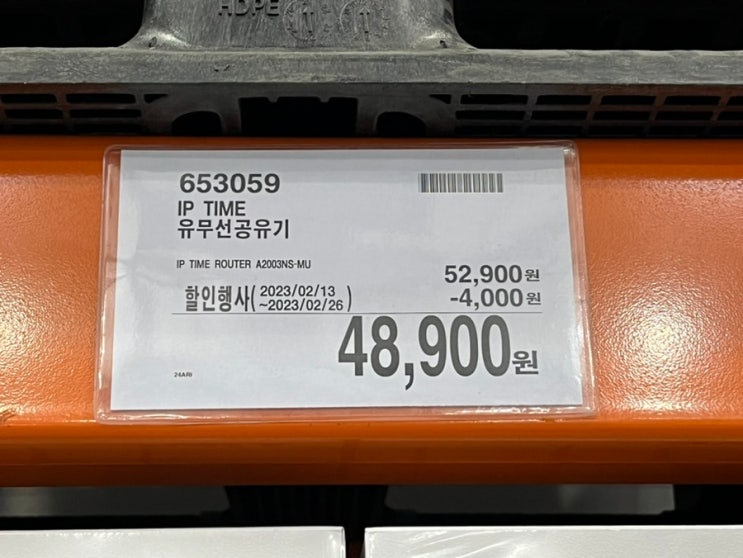 HDPE
653059
IP TIME
유무선공유기
IP TIME ROUTER A2003NS-MU
52,900원
할인행사( 2023/02/13 ~2023/02/26 )
-4,000원
48,900원
24ARI